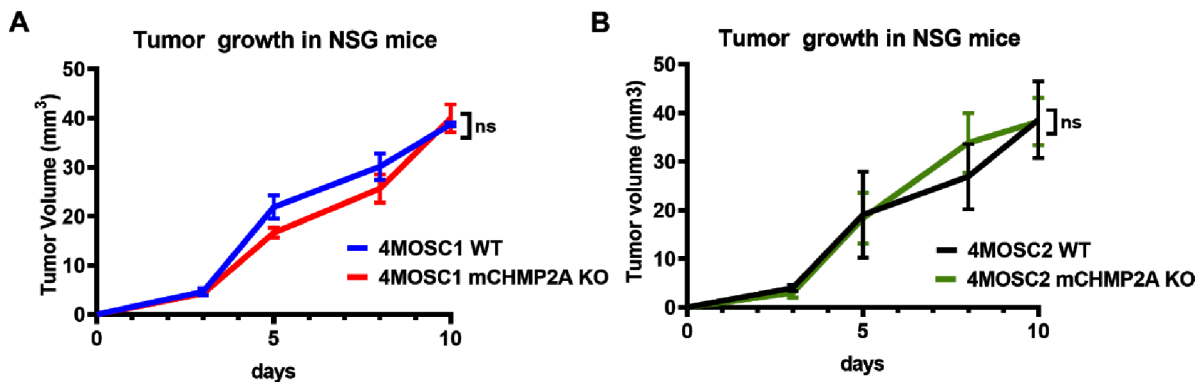 A
Tumor growth in NSG mice
Tumor Volume (mm³)
50
40
30
20
10
0
0
5
10
days
ns
4MOSC1 WT
4MOSC1 mCHMP2A KO
B
Tumor growth in NSG mice
Tumor volume (mm3)
50
40
30
20
10
0
0
5
10
days
ns
4MOSC2 WT
4MOSC2 mCHMP2A KO